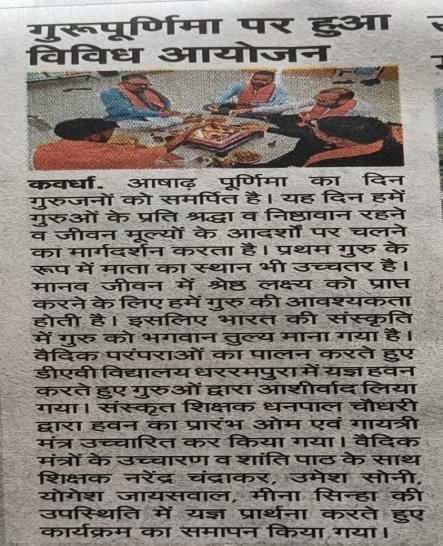 गुरूपूर्णिमा पर हुआ
विविध आयोजन
कवर्धा. आषाढ़ पूर्णिमा का दिन
गुरुजनों को समर्पित है। यह दिन हमें
गुरुओं के प्रति श्रद्धा व निष्ठावान रहने
व जीवन मूल्यों के आदर्शों पर चलने
का मार्गदर्शन करता है। प्रथम गुरु के
रूप में माता का स्थान भी उच्चतर है।
मानव जीवन में श्रेष्ठ लक्ष्य को प्राप्त
करने के लिए हमें गुरु की आवश्यकता
होती है। इसलिए भारत की संस्कृति
में गुरु को भगवान तुल्य माना गया है।
वैदिक परंपराओं का पालन करते हुए
डीएवी विद्यालय धररमपुरा में यज्ञ हवन
करते हुए गुरुओं द्वारा आशीर्वाद लिया
गया। संस्कृत शिक्षक धनपाल चौधरी
द्वारा हवन का प्रारंभ ओम एवं गायत्री
मंत्र उच्चारित कर किया गया। वैदिक
मंत्रों के उच्चारण व शांति पाठ के साथ
शिक्षक नरेंद्र चंद्राकर, उमेश सोनी,
योगेश जायसवाल, मीना सिन्हा की
उपस्थिति में यज्ञ प्रार्थना करते हुए
कार्यक्रम का समापन किया गया।